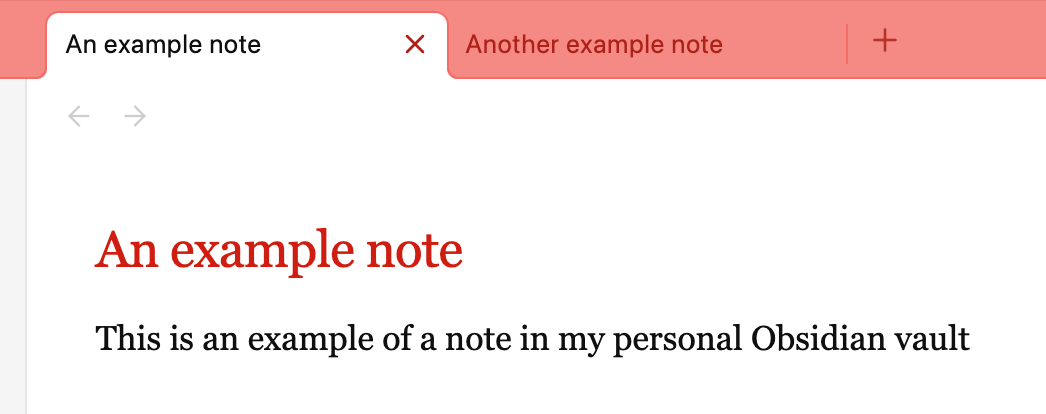 An example note
Another example note
An example note
This is an example of a note in my personal Obsidian vault